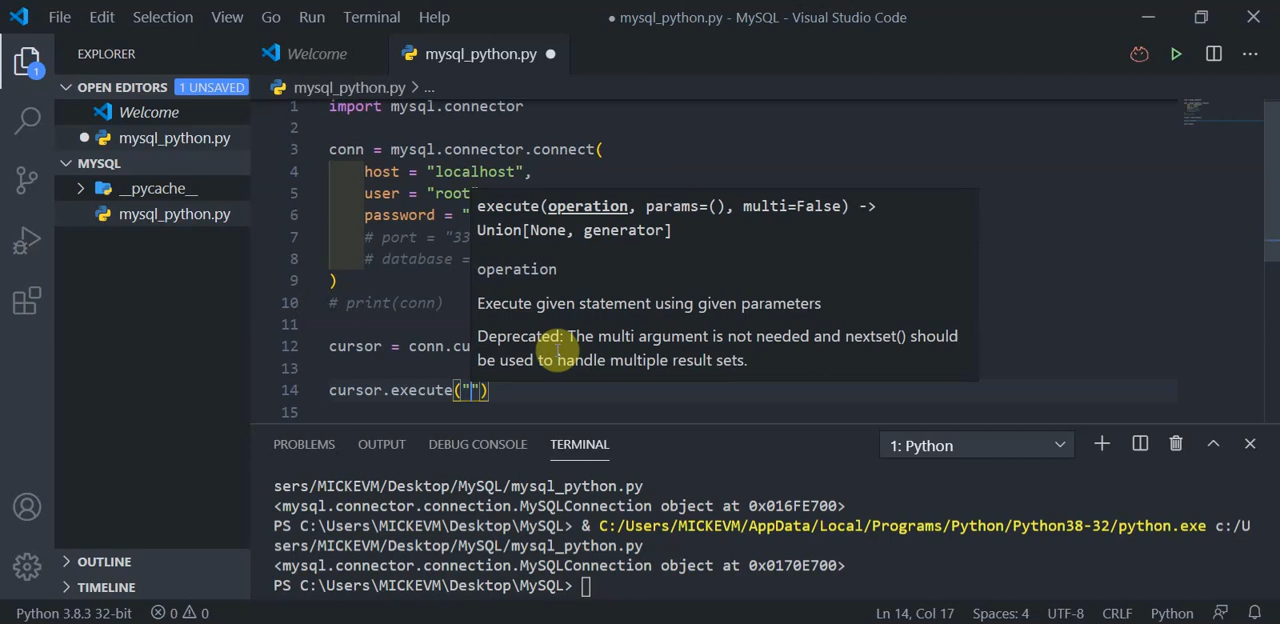 File Edit Selection View Go Run Terminal Help
● mysql_python.py - MySQL - Visual Studio Code
EXPLORER
Welcome
mysql_python.py ●
OPEN EDITORS 1 UNSAVED
mysql_python.py > ...
Welcome
mysql_python.py
MYSQL
__pycache__
mysql_python.py
1
1 import mysql.connector
2
3 conn = mysql.connector.connect(
4 host = "localhost",
5 user = "root"
6 password = "
7 # port = "33
8 # database =
9 )
10 # print(conn)
11
12 cursor = conn.cu
13
14 cursor.execute("")
15
execute(operation, params=(), multi=False) ->
Union[None, generator]
operation
Execute given statement using given parameters
Deprecated: The multi argument is not needed and nextset() should
be used to handle multiple result sets.
PROBLEMS OUTPUT DEBUG CONSOLE TERMINAL
1: Python
sers/MICKEVM/Desktop/MySQL/mysql_python.py
<mysql.connector.connection.MySQLConnection object at 0x016FE700>
PS C:\Users\MICKEVM\Desktop\MySQL> & C:/Users/MICKEVM/AppData/Local/Programs/Python/Python38-32/python.exe c:/U
sers/MICKEVM/Desktop/MySQL/mysql_python.py
<mysql.connector.connection.MySQLConnection object at 0x0170E700>
PS C:\Users\MICKEVM\Desktop\MySQL>
OUTLINE
TIMELINE
Python 3.8.3 32-bit 0 0 Ln 14, Col 17 Spaces: 4 UTF-8 CRLF Python